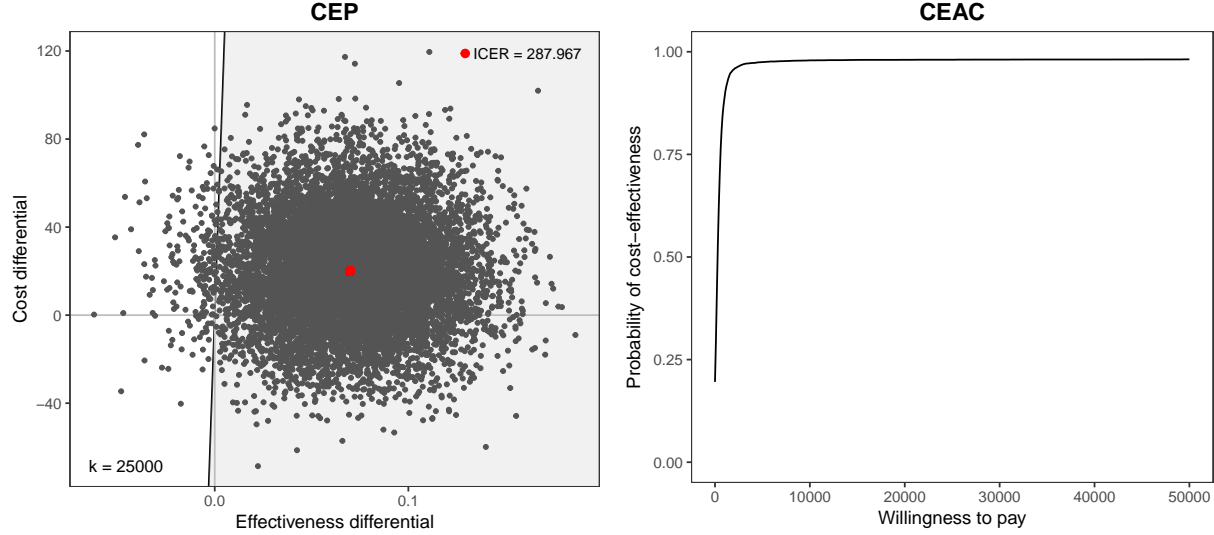 CEP
ICER = 287.967
120
80
40
0
−40
Cost differential
k = 25000
0.0
0.1
Effectiveness differential
CEAC
1.00
0.75
0.50
0.25
0.00
Probability of cost−effectiveness
0
10000
20000
30000
40000
50000
Willingness to pay